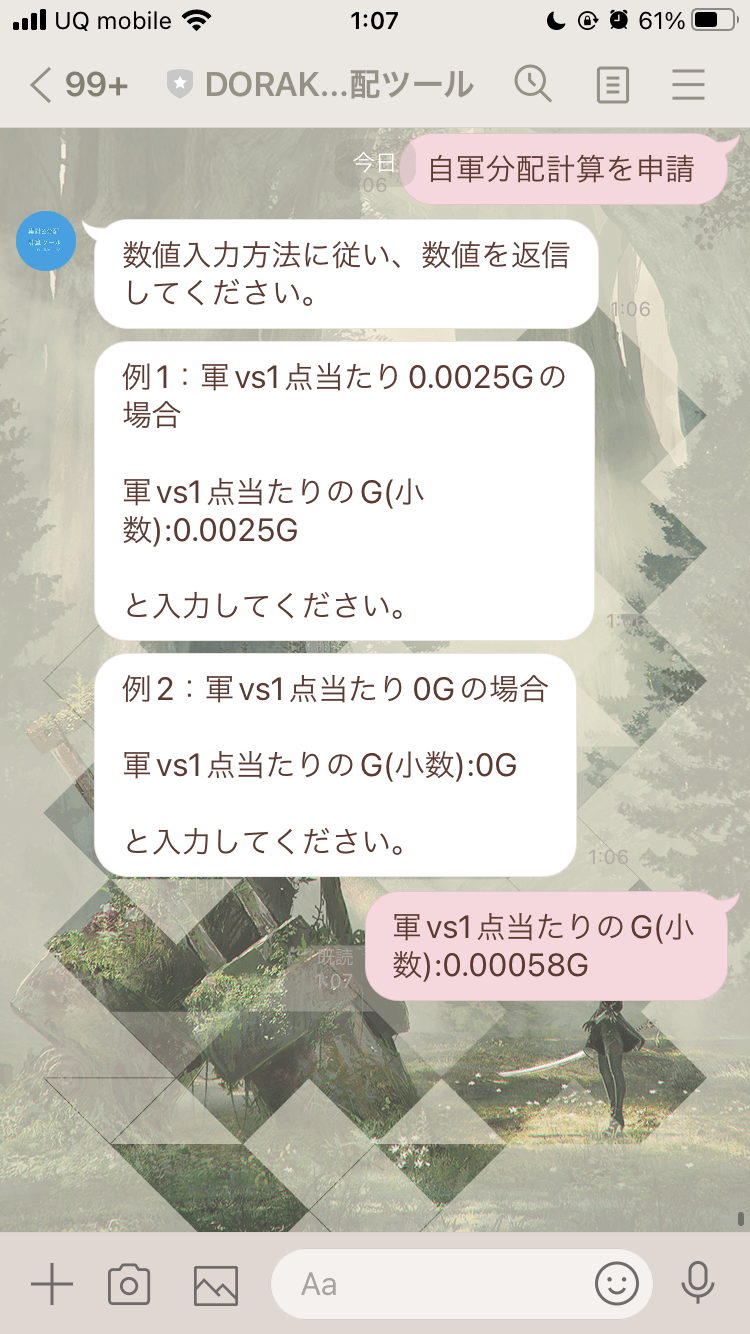 UQ mobile 1:07 61%
99+ DORAK...配ツール
今日
自軍分配計算を申請
数値入力方法に従い、数値を返信
してください。
1:06
例1：軍vs1点当たり0.0025Gの
場合
軍vs1点当たりのG(小
数):0.0025G
と入力してください。
例2：軍vs1点当たり0Gの場合
軍vs1点当たりのG(小数):0G
と入力してください。
1:06
軍vs1点当たりのG(小
数):0.00058G
既読
1:07
Aa